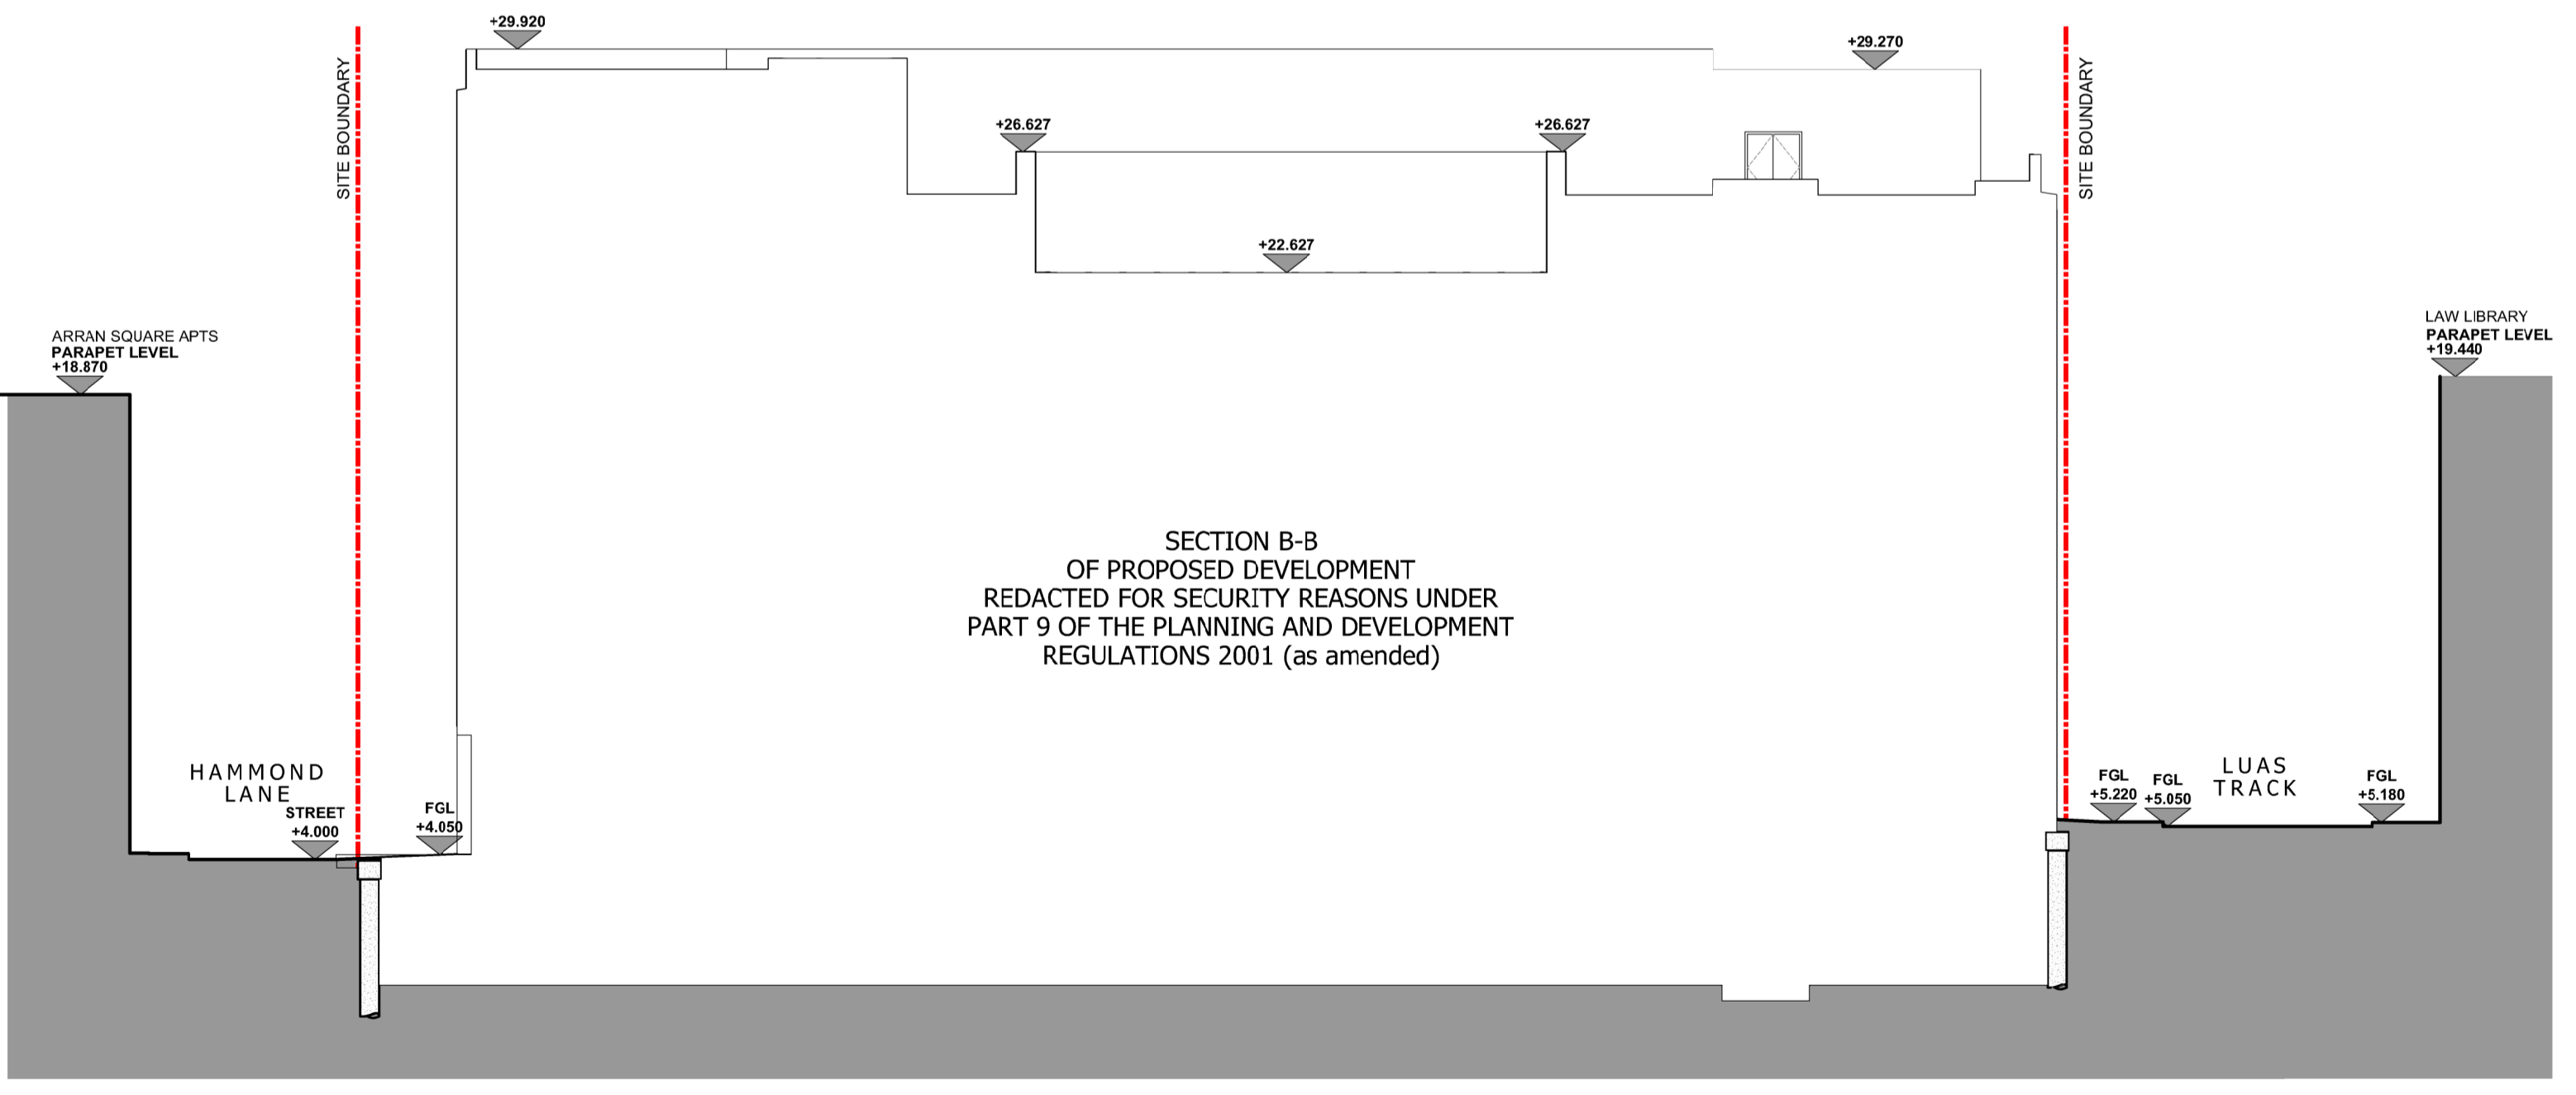 +29.920
+29.270
SITE BOUNDARY
SITE BOUNDARY
+26.627
+26.627
+22.627
ARRAN SQUARE APTS
PARAPET LEVEL
+18.870
LAW LIBRARY
PARAPET LEVEL
+19.440
SECTION B-B
OF PROPOSED DEVELOPMENT
REDACTED FOR SECURITY REASONS UNDER
PART 9 OF THE PLANNING AND DEVELOPMENT
REGULATIONS 2001 (as amended)
HAMMOND
LANE
STREET
+4.000
FGL
+4.050
FGL
+5.220
FGL
+5.050
LUAS
TRACK
FGL
+5.180